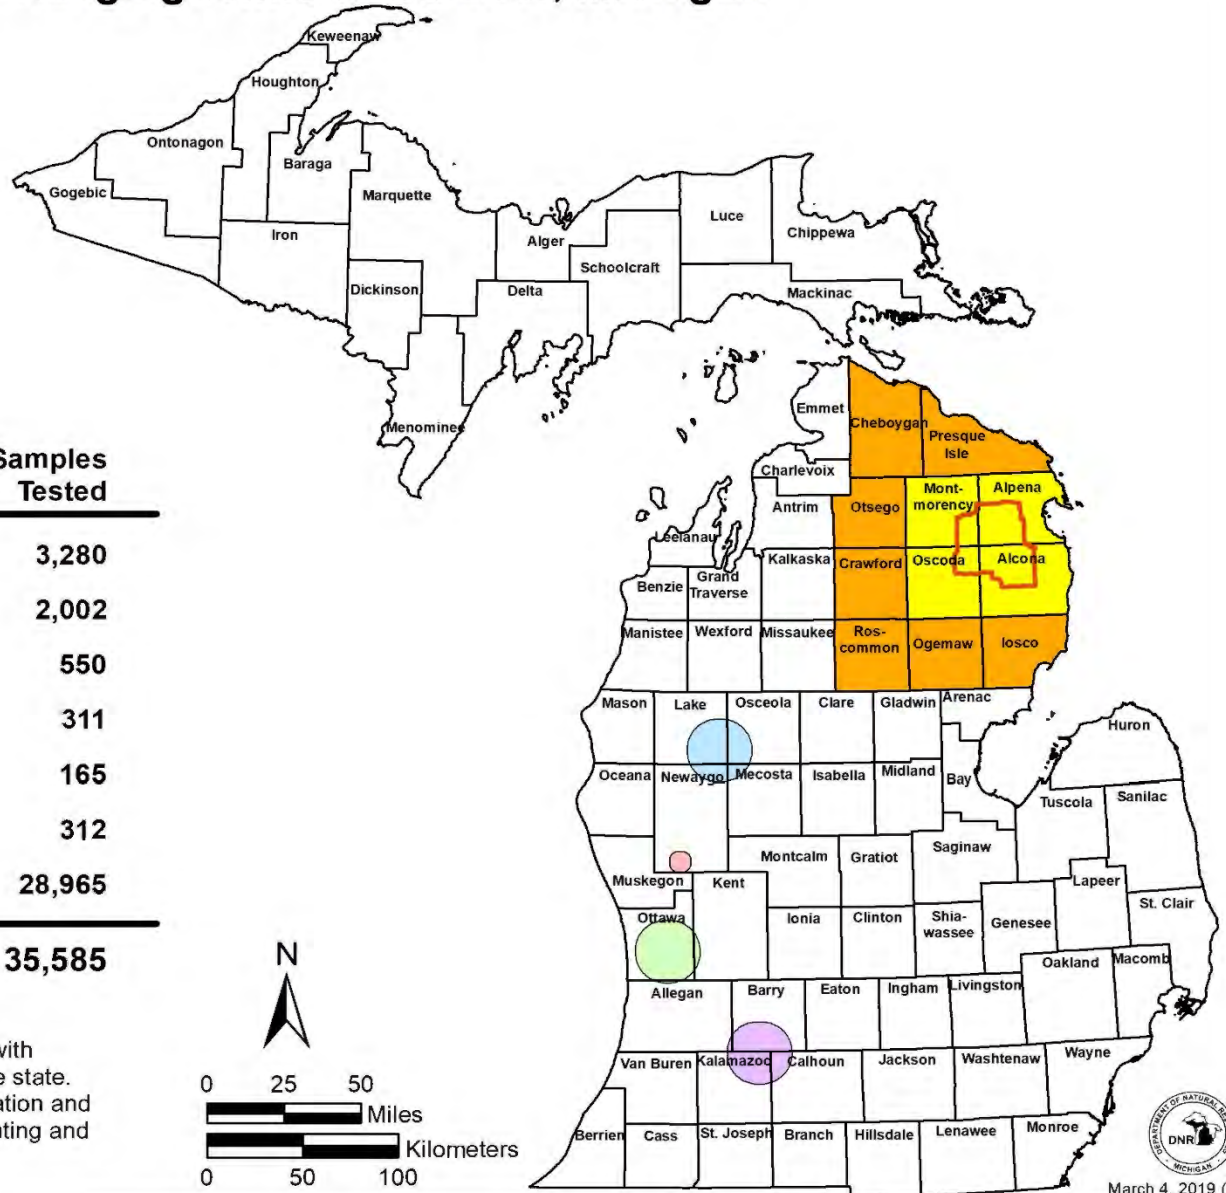 Keweenaw
Houghton
Ontonagon
Baraga
Gogebic
Marquette
Luce
Chippewa
Iron
Alger
Schoolcraft
Dickinson
Delta
Mackinac
Menominee
Emmet
Cheboygan
Presque
Isle
Charlevoix
Antrim
Otsego
Mont-
morency
Alpena
Leelanau
Kalkaska
Crawford
Oscoda
Alcona
Benzie
Grand
Traverse
Manistee
Wexford
Missaukee
Ros-
common
Ogemaw
Iosco
Mason
Lake
Osceola
Clare
Gladwin
Arenac
Huron
Oceana
Newaygo
Mecosta
Isabella
Midland
Bay
Tuscola
Sanilac
Montcalm
Gratiot
Saginaw
Muskegon
Kent
Lapeer
St. Clair
Ottawa
Ionia
Clinton
Shia-
wassee
Genesee
Oakland
Macomb
Allegan
Barry
Eaton
Ingham
Livingston
Van Buren
Kalamazoo
Calhoun
Jackson
Washtenaw
Wayne
Berrien
Cass
St. Joseph
Branch
Hillsdale
Lenawee
Monroe
Samples
Tested
3,280
2,002
550
311
165
312
28,965
35,585
with
e state.
ation and
ting and
N
0 25 50
Miles
Kilometers
0 50 100
DEPARTMENT OF NATURAL RE
DNR
MICHIGAN
March 4, 2019 (